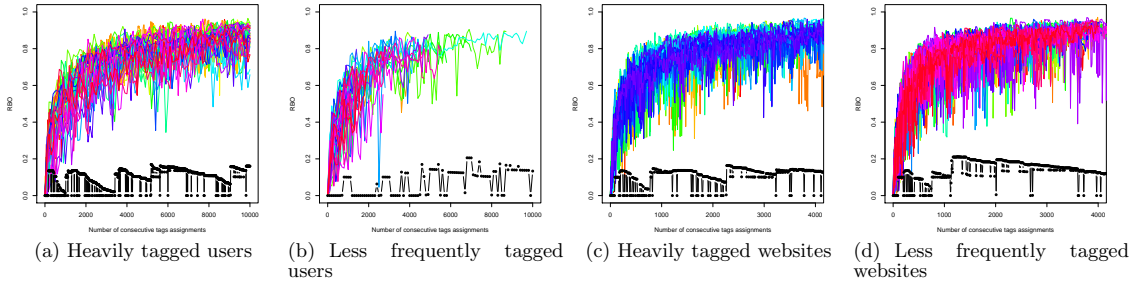 1.0
0.8
0.6
0.4
0.2
0.0
RBO
0 2000 4000 6000 8000 10000
Number of consecutive tags assignments
(a) Heavily tagged users
1.0
0.8
0.6
0.4
0.2
0.0
RBO
0 2000 4000 6000 8000 10000
Number of consecutive tags assignments
(b) Less frequently tagged
users
1.0
0.8
0.6
0.4
0.2
0.0
RBO
0 1000 2000 3000 4000
Number of consecutive tags assignments
(c) Heavily tagged websites
1.0
0.8
0.6
0.4
0.2
0.0
RBO
0 1000 2000 3000 4000
Number of consecutive tags assignments
(d) Less frequently tagged
websites